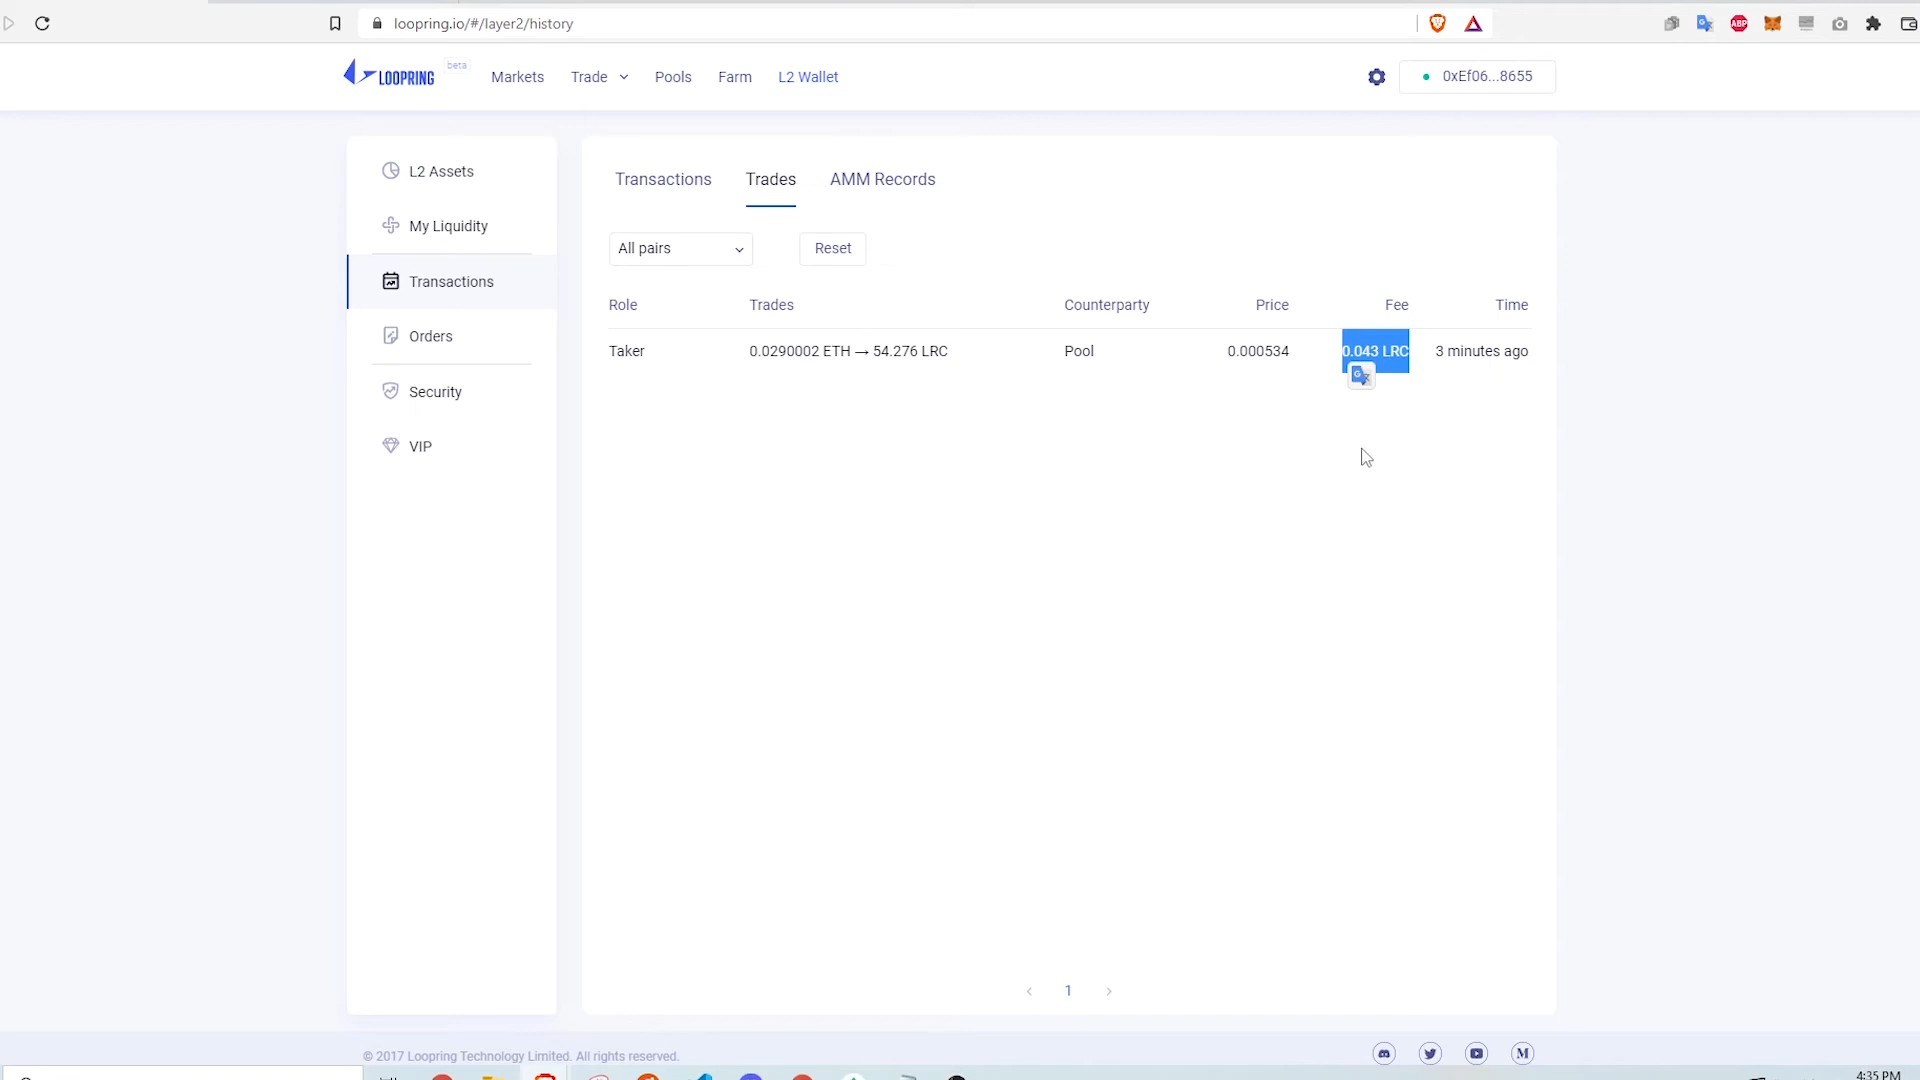 loopring.io/#/layer2/history
ABP
LOOPRING beta Markets Trade Pools Farm L2 Wallet 0xEf06...8655
L2 Assets
My Liquidity
Transactions
Orders
Security
VIP
Transactions Trades AMM Records
All pairs Reset
Role Trades Counterparty Price Fee Time
Taker 0.0290002 ETH → 54.276 LRC Pool 0.000534 0.043 LRC 3 minutes ago
< 1 >
© 2017 Loopring Technology Limited. All rights reserved.
4:35 PM